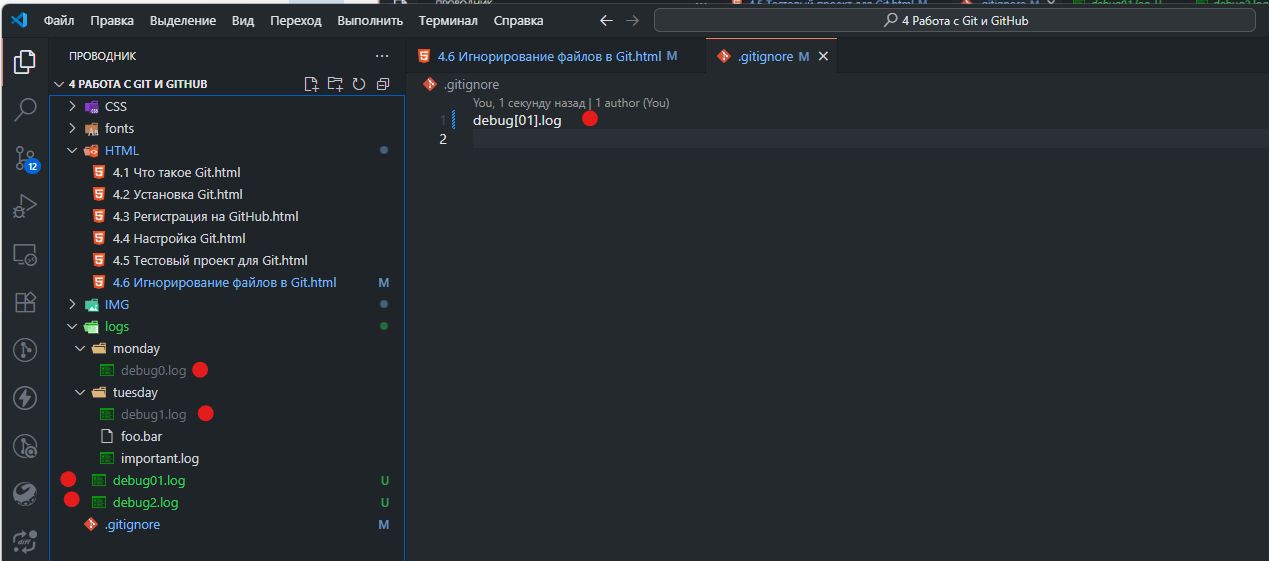 Файл Правка Выделение Вид Переход Выполнить Терминал Справка
4 Работа с Git и GitHub
ПРОВОДНИК
4.6 Игнорирование файлов в Git.html M
.gitignore M
4 РАБОТА С GIT И GITHUB
.gitignore
CSS
You, 1 секунду назад | 1 author (You)
fonts
1 debug[01].log
HTML
2
4.1 Что такое Git.html
12
4.2 Установка Git.html
4.3 Регистрация на GitHub.html
4.4 Настройка Git.html
4.5 Тестовый проект для Git.html
4.6 Игнорирование файлов в Git.html M
IMG
logs
monday
debug0.log
tuesday
debug1.log
foo.bar
important.log
debug01.log U
debug2.log U
.gitignore M